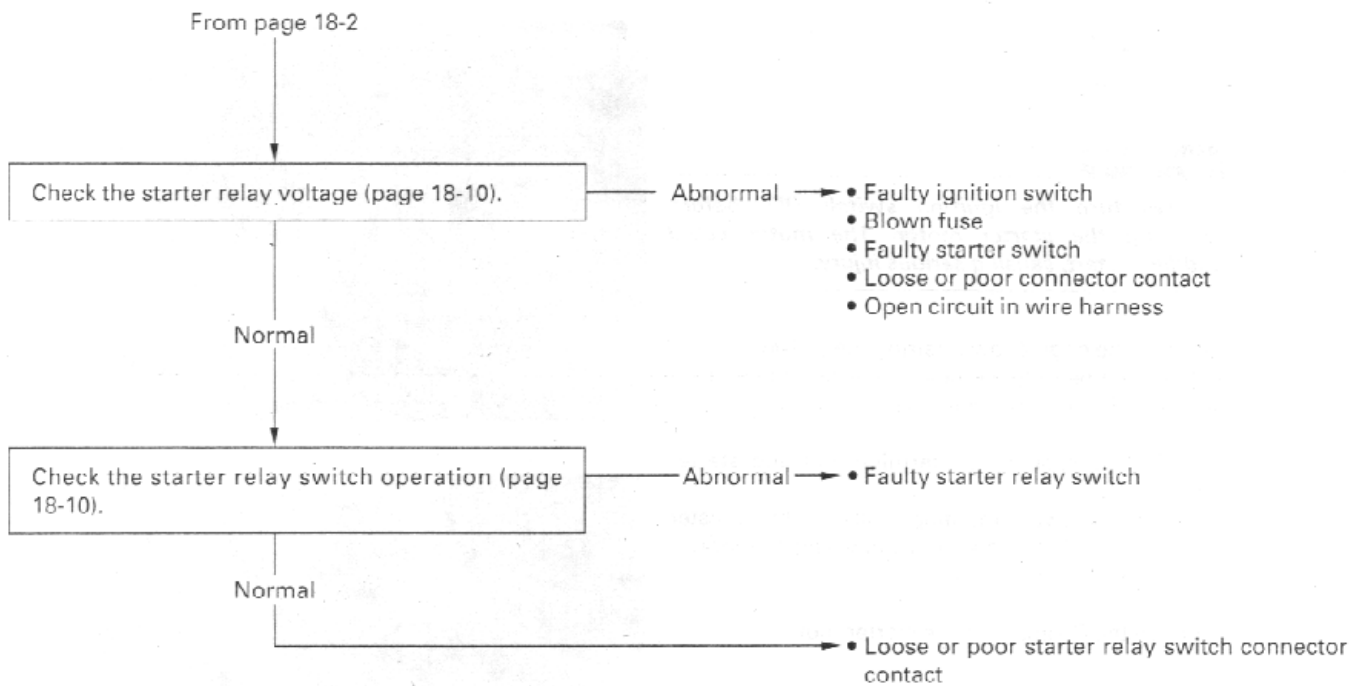 From page 18-2
Check the starter relay voltage (page 18-10).
Abnormal
• Faulty ignition switch
• Blown fuse
• Faulty starter switch
• Loose or poor connector contact
• Open circuit in wire harness
Normal
Check the starter relay switch operation (page
18-10).
Abnormal
• Faulty starter relay switch
Normal
• Loose or poor starter relay switch connector
contact